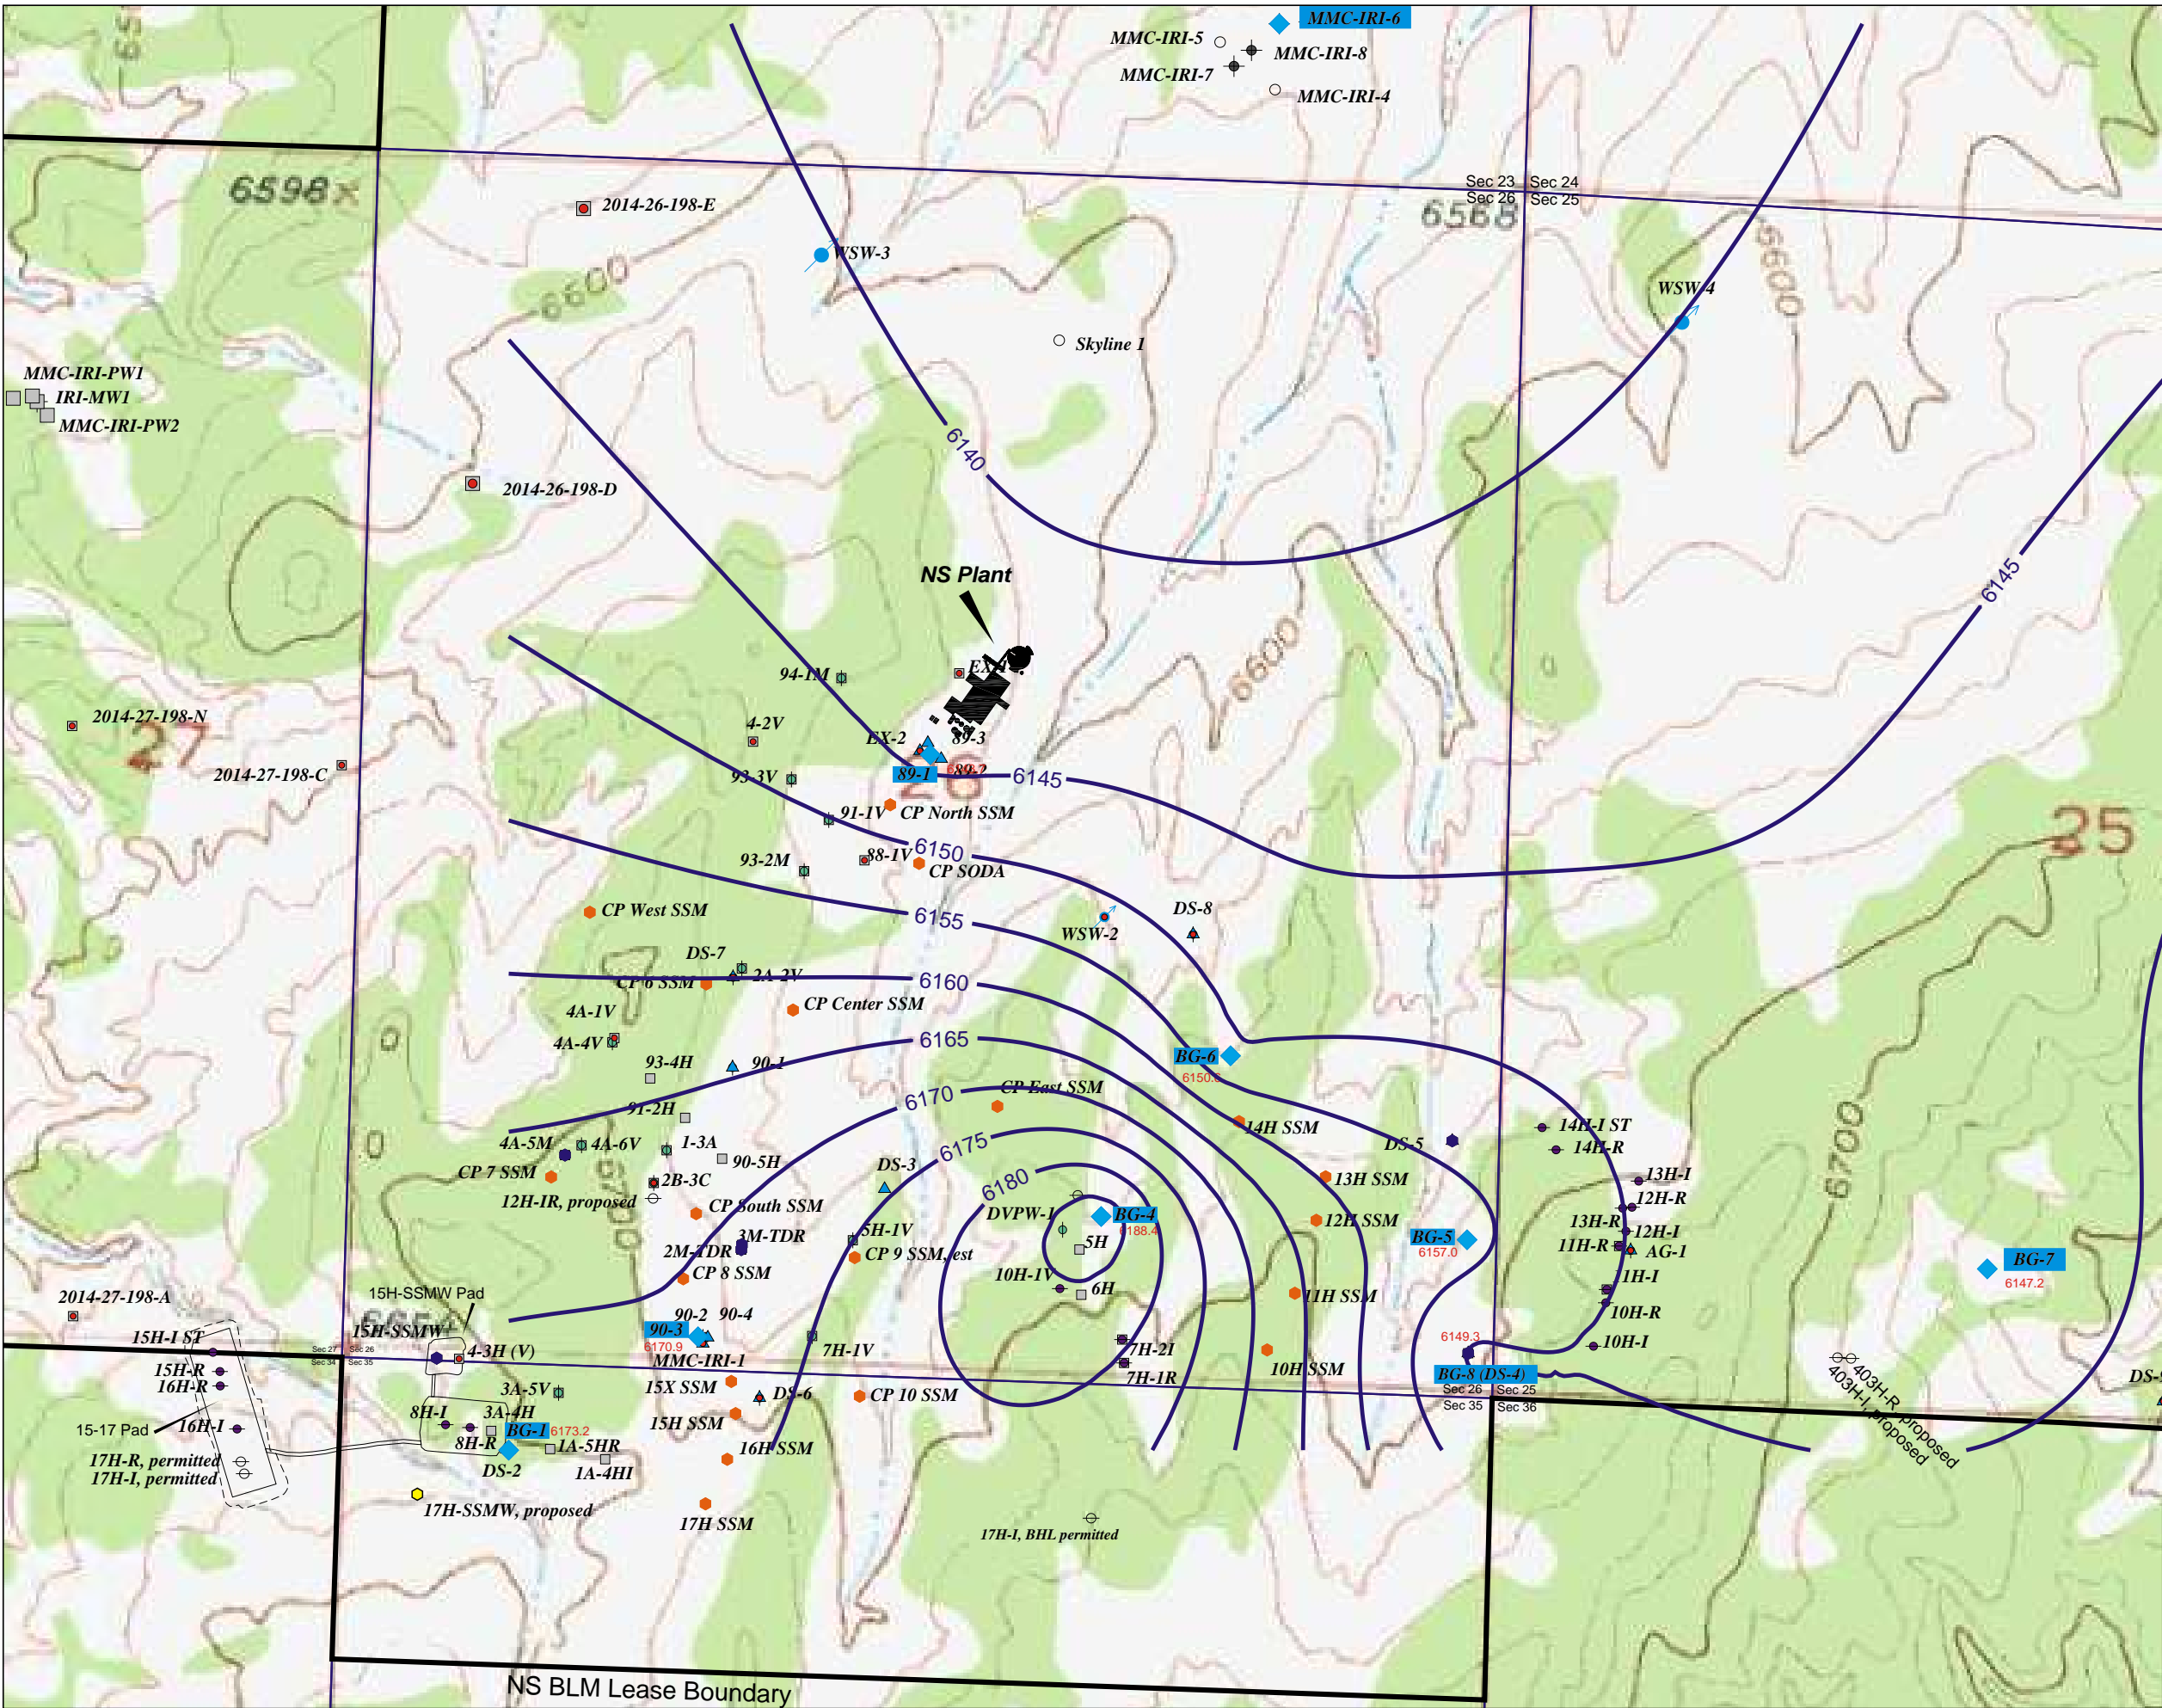 MMC-IRI-6
MMC-IRI-5
MMC-IRI-8
MMC-IRI-7
MMC-IRI-4
6598
2014-26-198-E
Sec 23
Sec 24
Sec 26
Sec 25
6568
WSW-3
6600
6600
WSW-4
Skyline 1
MMC-IRI-PW1
IRI-MW1
MMC-IRI-PW2
6140
2014-26-198-D
NS Plant
6145
6600
94-1M
EX-1
2014-27-198-N
27
4-2V
EX-2
89-3
2014-27-198-C
93-3V
89-1
89-2
26
6145
91-1V
CP North SSM
25
6150
93-2M
88-1V
CP SODA
CP West SSM
6155
DS-8
WSW-2
DS-7
2A-2V
CP 6 SSM
6160
CP Center SSM
4A-1V
4A-4V
6165
93-4H
90-1
BG-6
CP East SSM
6170
91-2H
14H SSM
14H-I ST
4A-5M
4A-6V
1-3A
6175
DS-5
14H-R
90-5H
DS-3
CP 7 SSM
2B-3C
6180
13H SSM
13H-I
12H-IR, proposed
12H-R
6700
6700
CP South SSM
DVPW-1
BG-4
6188.4
12H SSM
13H-R
12H-I
3M-TDR
5H-1V
5H
BG-5
6157.0
11H-R
AG-1
2M-TDR
CP 9 SSM, est
BG-7
6147.2
CP 8 SSM
10H-1V
6H
11H SSM
11H-I
10H-R
2014-27-198-A
15H-SSMW Pad
90-2
90-4
90-3
6170.9
15H-I ST
15H-SSMW
6149.3
10H-I
7H-1V
7H-2I
MMC-IRI-1
Sec 27
Sec 26
Sec 34
Sec 35
4-3H (V)
15H-R
10H SSM
7H-1R
BG-8 (DS-4)
403H-R, proposed
403H-I, proposed
16H-R
15X SSM
DS-6
CP 10 SSM
3A-5V
Sec 26
Sec 25
Sec 35
Sec 36
8H-I
3A-4H
15H SSM
15-17 Pad
16H-I
BG-1
6173.2
8H-R
1A-5HR
16H SSM
17H-R, permitted
DS-2
1A-4HI
17H-I, permitted
17H-SSMW, proposed
17H SSM
17H-I, BHL permitted
NS BLM Lease Boundary